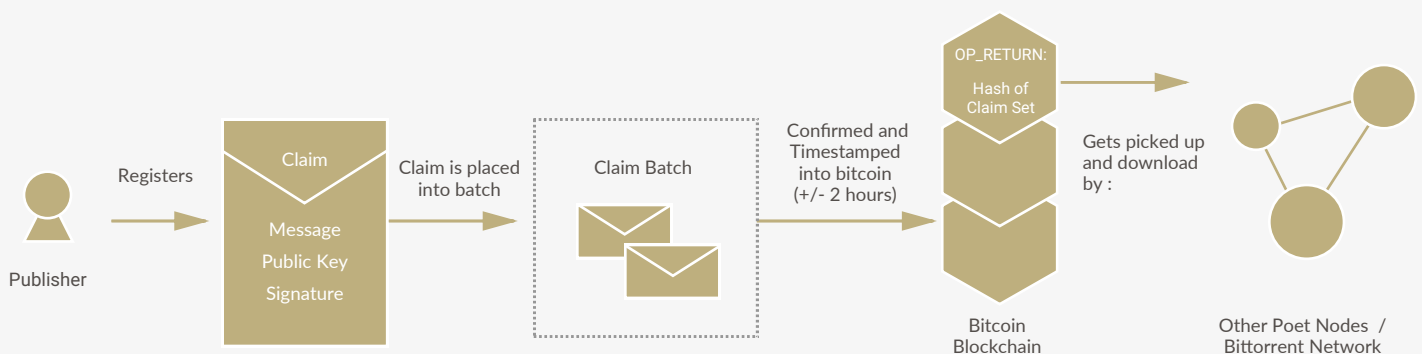 Publisher
Registers
Claim
Message
Public Key
Signature
Claim is placed
into batch
Claim Batch
Confirmed and
Timestamped
into bitcoin
(+/- 2 hours)
OP_RETURN:
Hash of
Claim Set
Bitcoin
Blockchain
Gets picked up
and download
by :
Other Poet Nodes /
Bittorrent Network